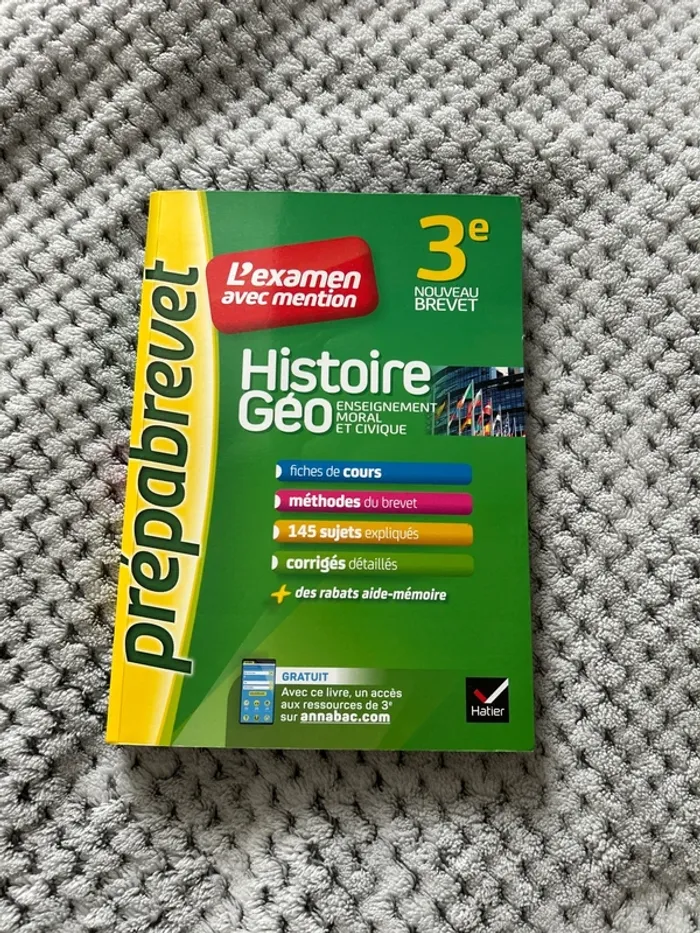 prépabrevet
L'examen
avec mention
3e
NOUVEAU
BREVET
Histoire
Géo
ENSEIGNEMENT
MORAL
ET CIVIQUE
fiches de cours
méthodes du brevet
145 sujets expliqués
corrigés détaillés
+ des rabats aide-mémoire
GRATUIT
Avec ce livre, un accès
aux ressources de 3e
sur annabac.com
Hatier